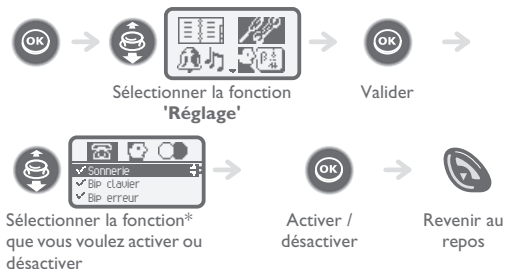 OK
OK
Sélectionner la fonction
'Réglage'
Valider
Sonnerie
Bip clavier
Bip erreur
OK
Sélectionner la fonction*
que vous voulez activer ou
désactiver
Activer /
désactiver
Revenir au
repos